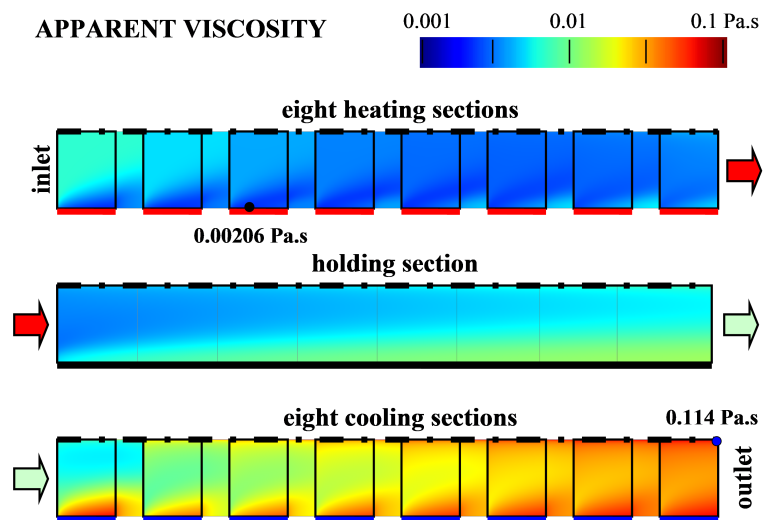 APPARENT VISCOSITY
0.001 0.01 0.1 Pa.s
eight heating sections
inlet
0.00206 Pa.s
holding section
eight cooling sections
0.114 Pa.s
outlet